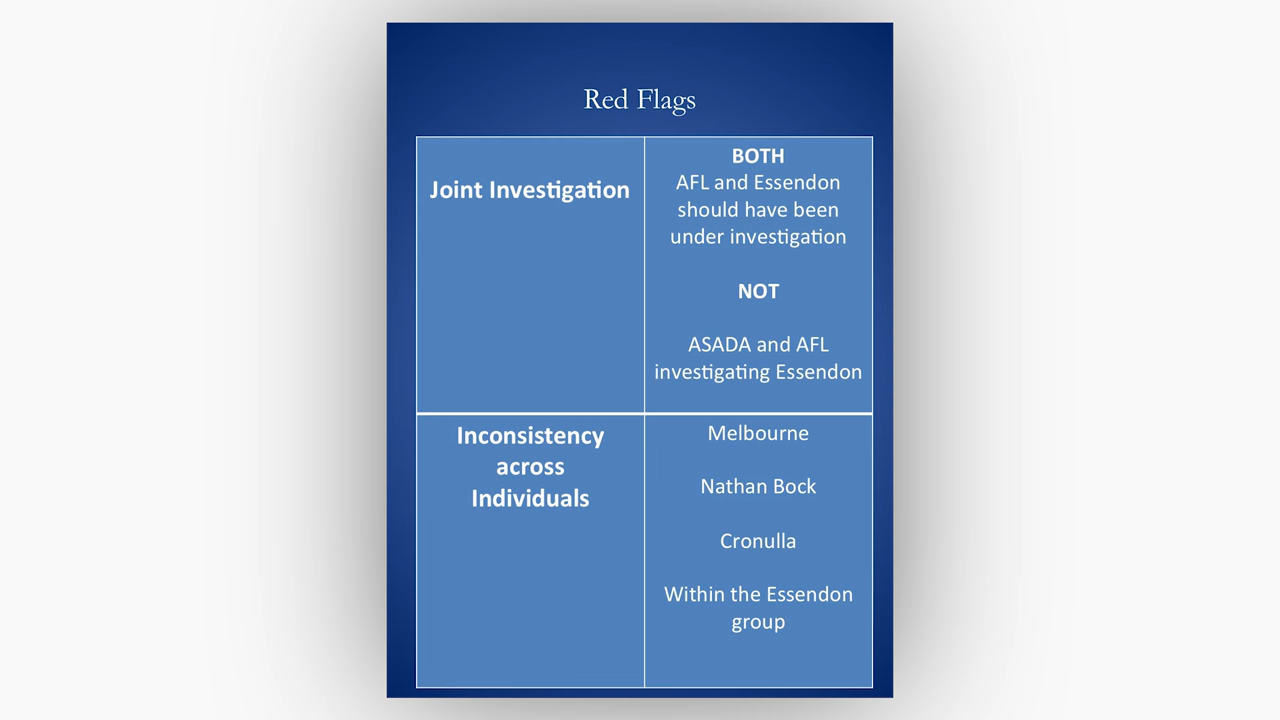 Red Flags
Joint Investigation
BOTH
AFL and Essendon
should have been
under investigation
NOT
ASADA and AFL
investigating Essendon
Inconsistency
across
Individuals
Melbourne
Nathan Bock
Cronulla
Within the Essendon
group